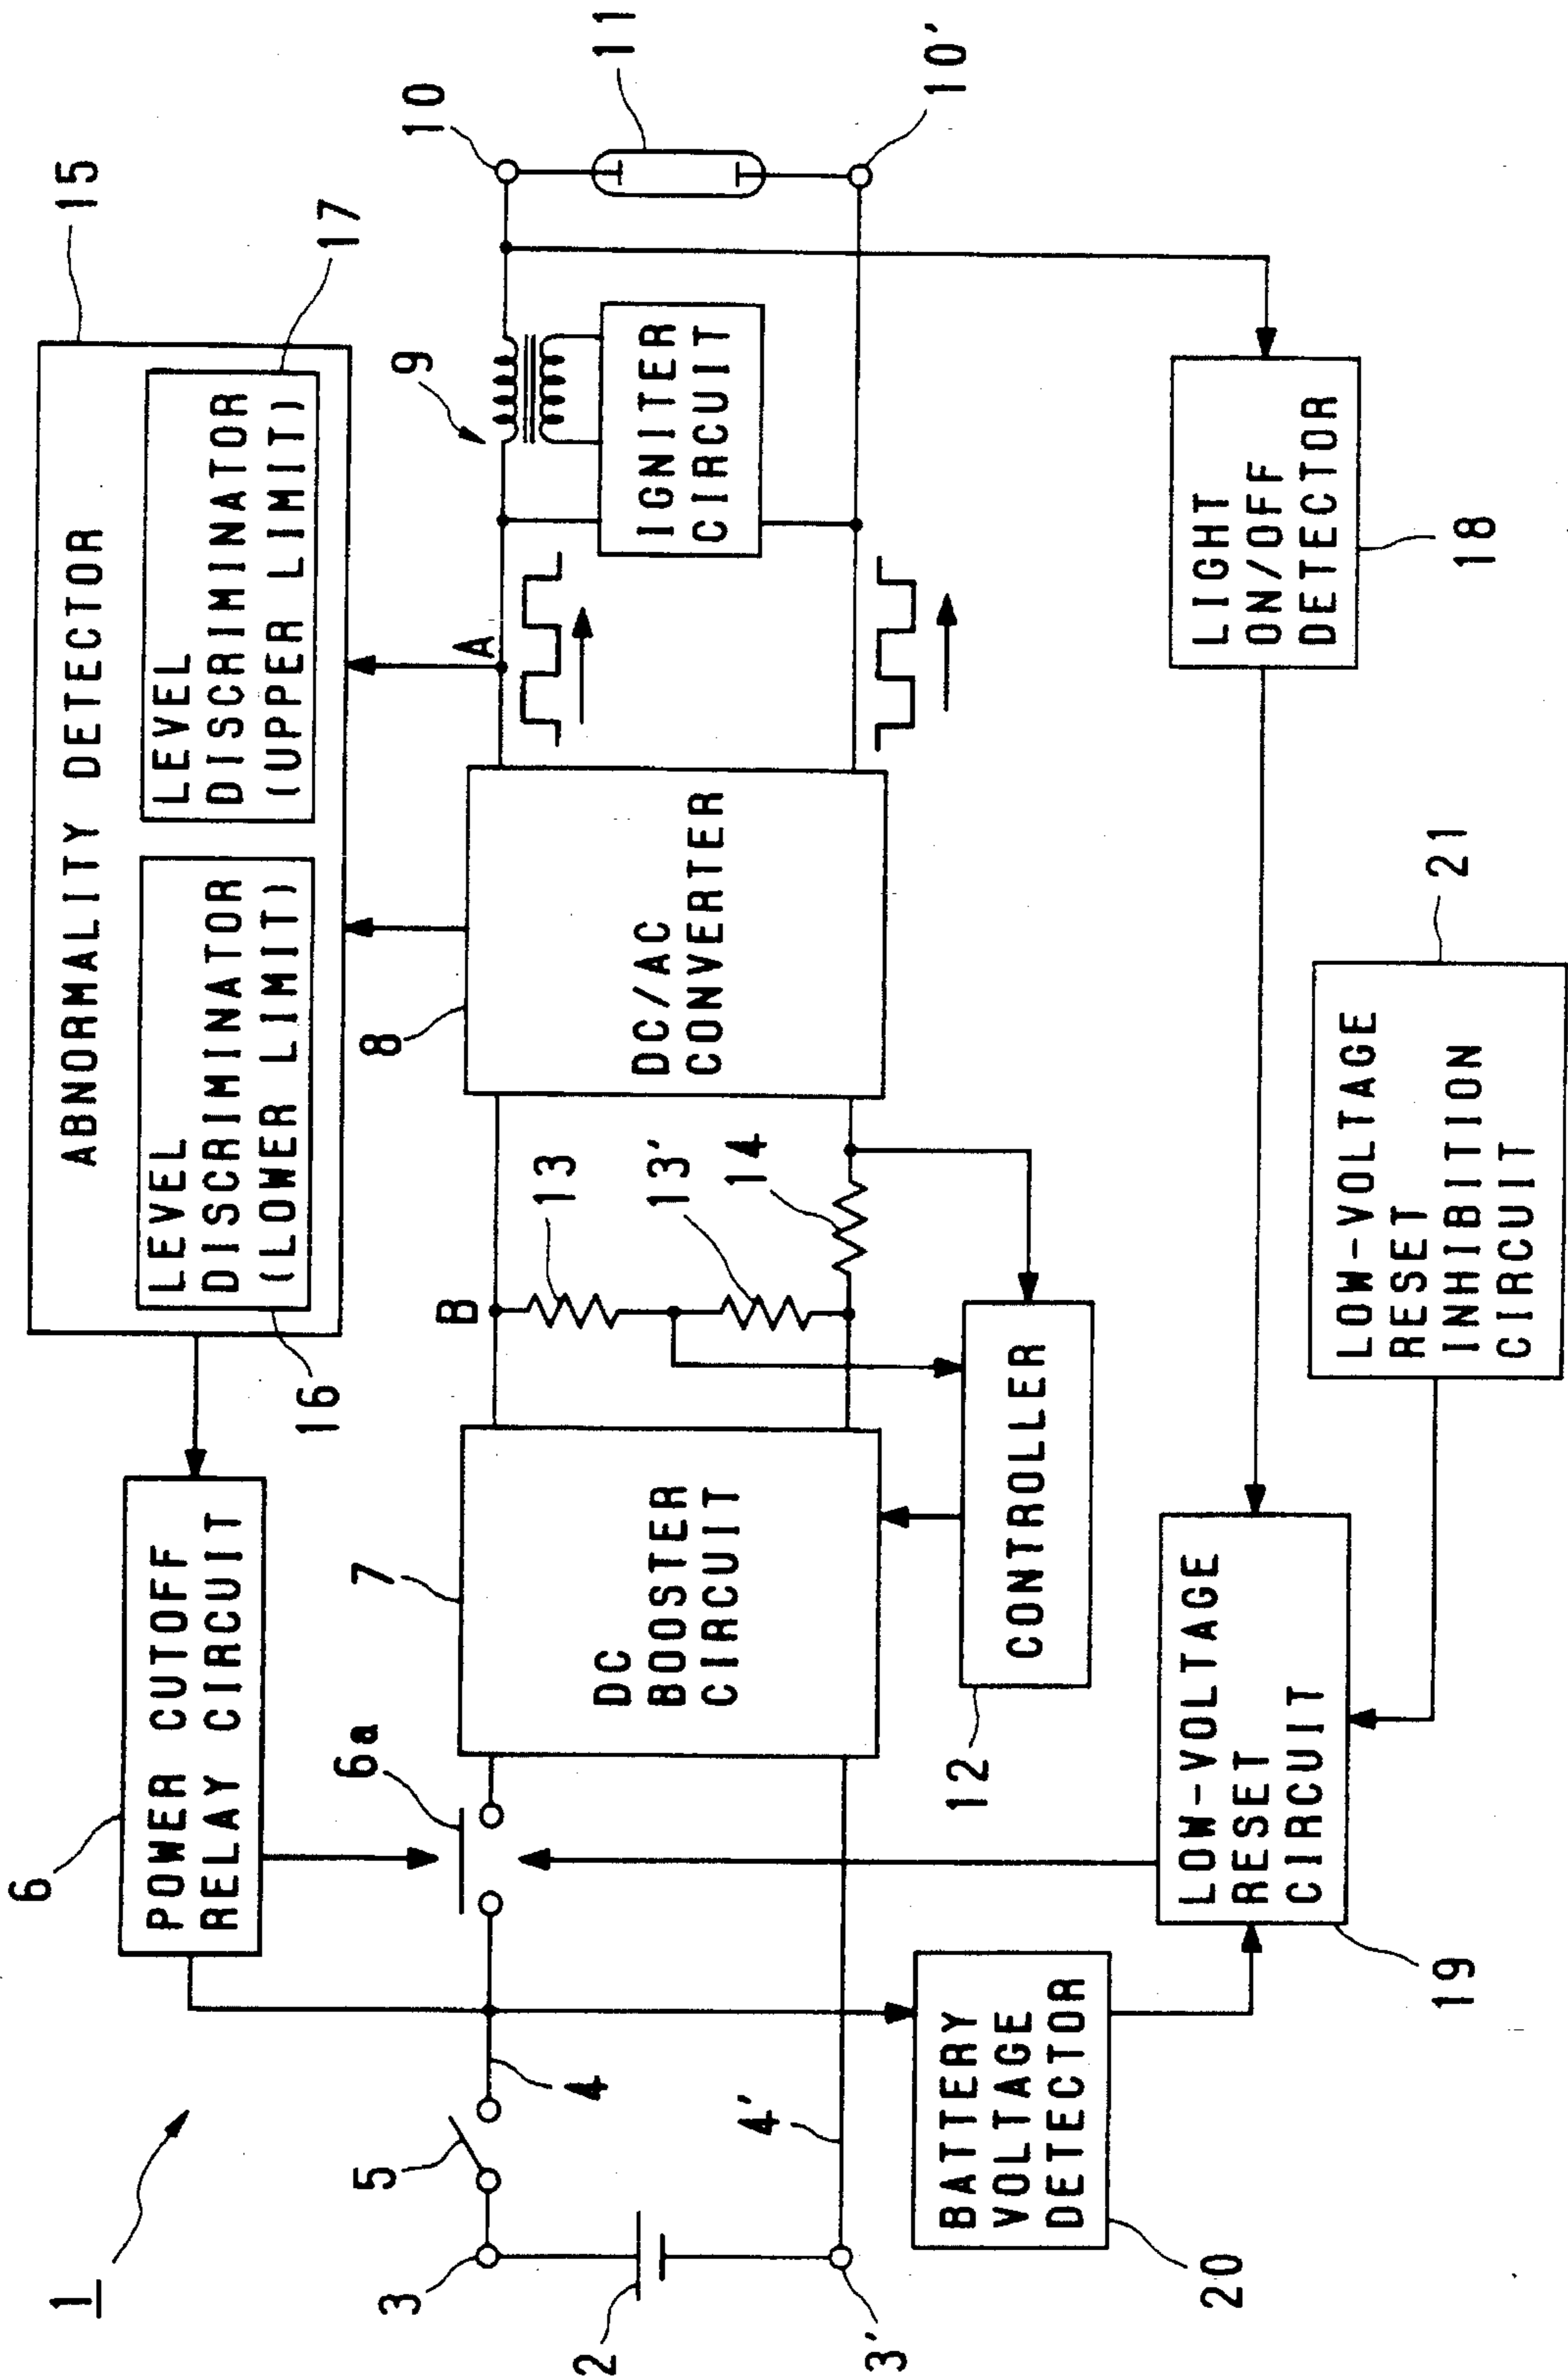 1
15
ABNORMALITY DETECTOR
6
POWER CUTOFF
RELAY CIRCUIT
16
LEVEL
DISCRIMINATOR
(LOWER LIMIT)
LEVEL
DISCRIMINATOR
(UPPER LIMIT)
17
3
5
4
6a
7
B
8
A
9
10
2
DC
BOOSTER
CIRCUIT
13
13'
14
DC/AC
CONVERTER
IGNITER
CIRCUIT
11
3'
4'
10'
12
CONTROLLER
BATTERY
VOLTAGE
DETECTOR
20
LOW-VOLTAGE
RESET
CIRCUIT
19
LOW-VOLTAGE
RESET
INHIBITION
CIRCUIT
21
LIGHT
ON/OFF
DETECTOR
18